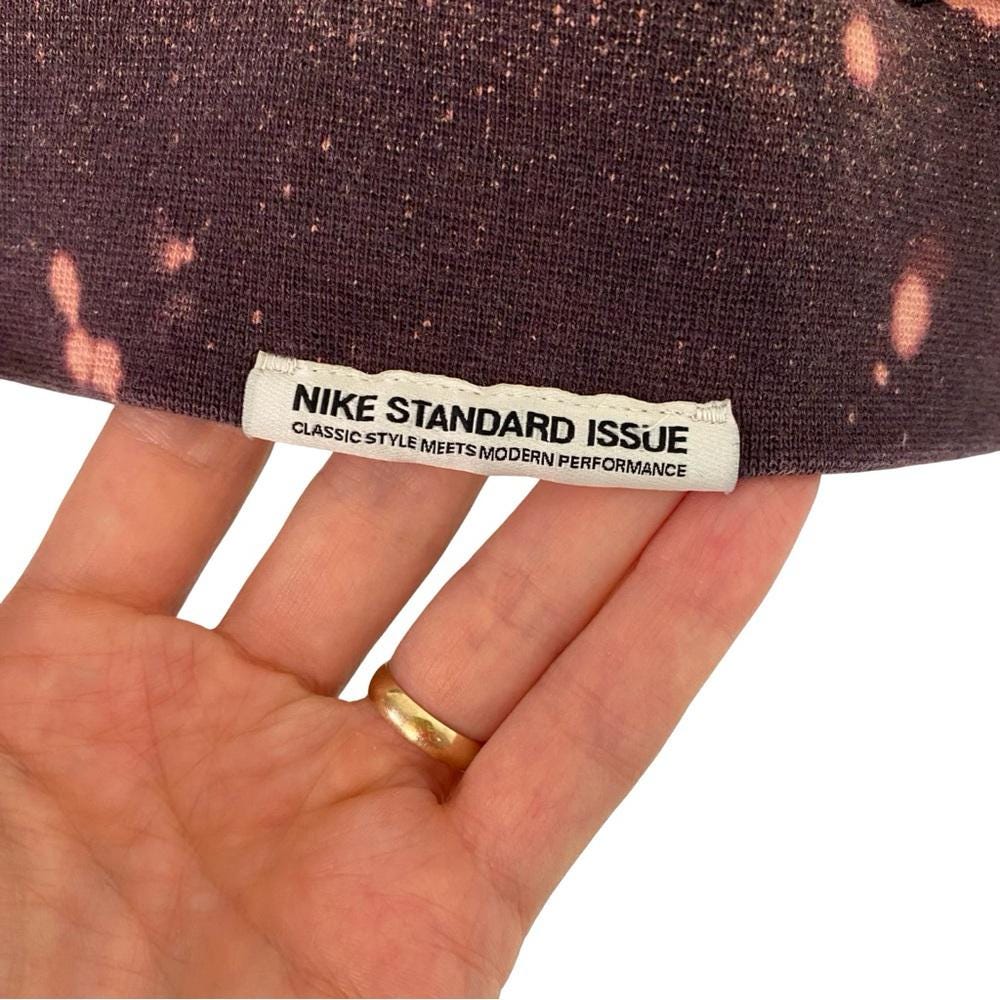 NIKE STANDARD ISSUE
CLASSIC STYLE MEETS MODERN PERFORMANCE